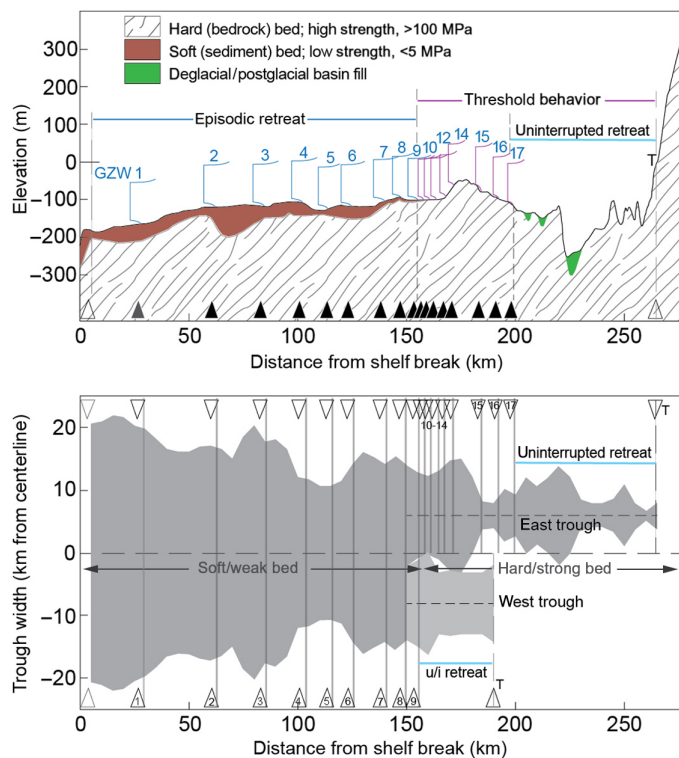 Hard (bedrock) bed; high strength, >100 MPa
Soft (sediment) bed; low strength, <5 MPa
Deglacial/postglacial basin fill
300
200
100
0
−100
−200
−300
Elevation (m)
Episodic retreat
Threshold behavior
Uninterrupted retreat
T
GZW 1
2
3
4
5
6
7
8
9
10
12
14
15
16
17
0
50
100
150
200
250
Distance from shelf break (km)
20
10
0
−10
−20
Trough width (km from centerline)
15
16
17
T
10-14
Uninterrupted retreat
East trough
Soft/weak bed
Hard/strong bed
West trough
u/i retreat
T
1
2
3
4
5
6
7
8
9
0
50
100
150
200
250
Distance from shelf break (km)